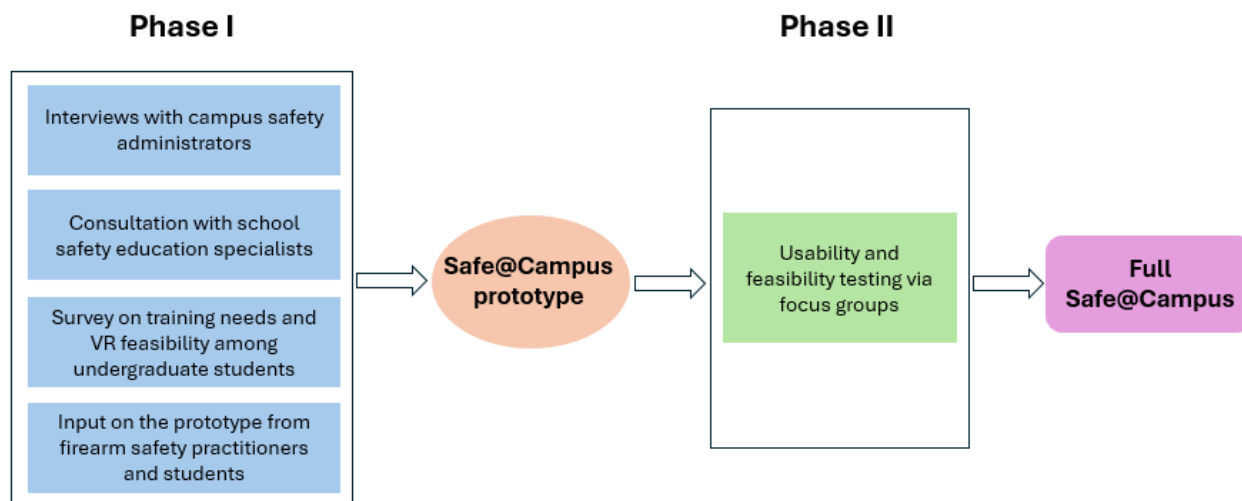 Phase I
Phase II
Interviews with campus safety
administrators
Consultation with school
safety education specialists
Survey on training needs and
VR feasibility among
undergraduate students
Input on the prototype from
firearm safety practitioners
and students
Safe@Campus
prototype
Usability and
feasibility testing via
focus groups
Full
Safe@Campus